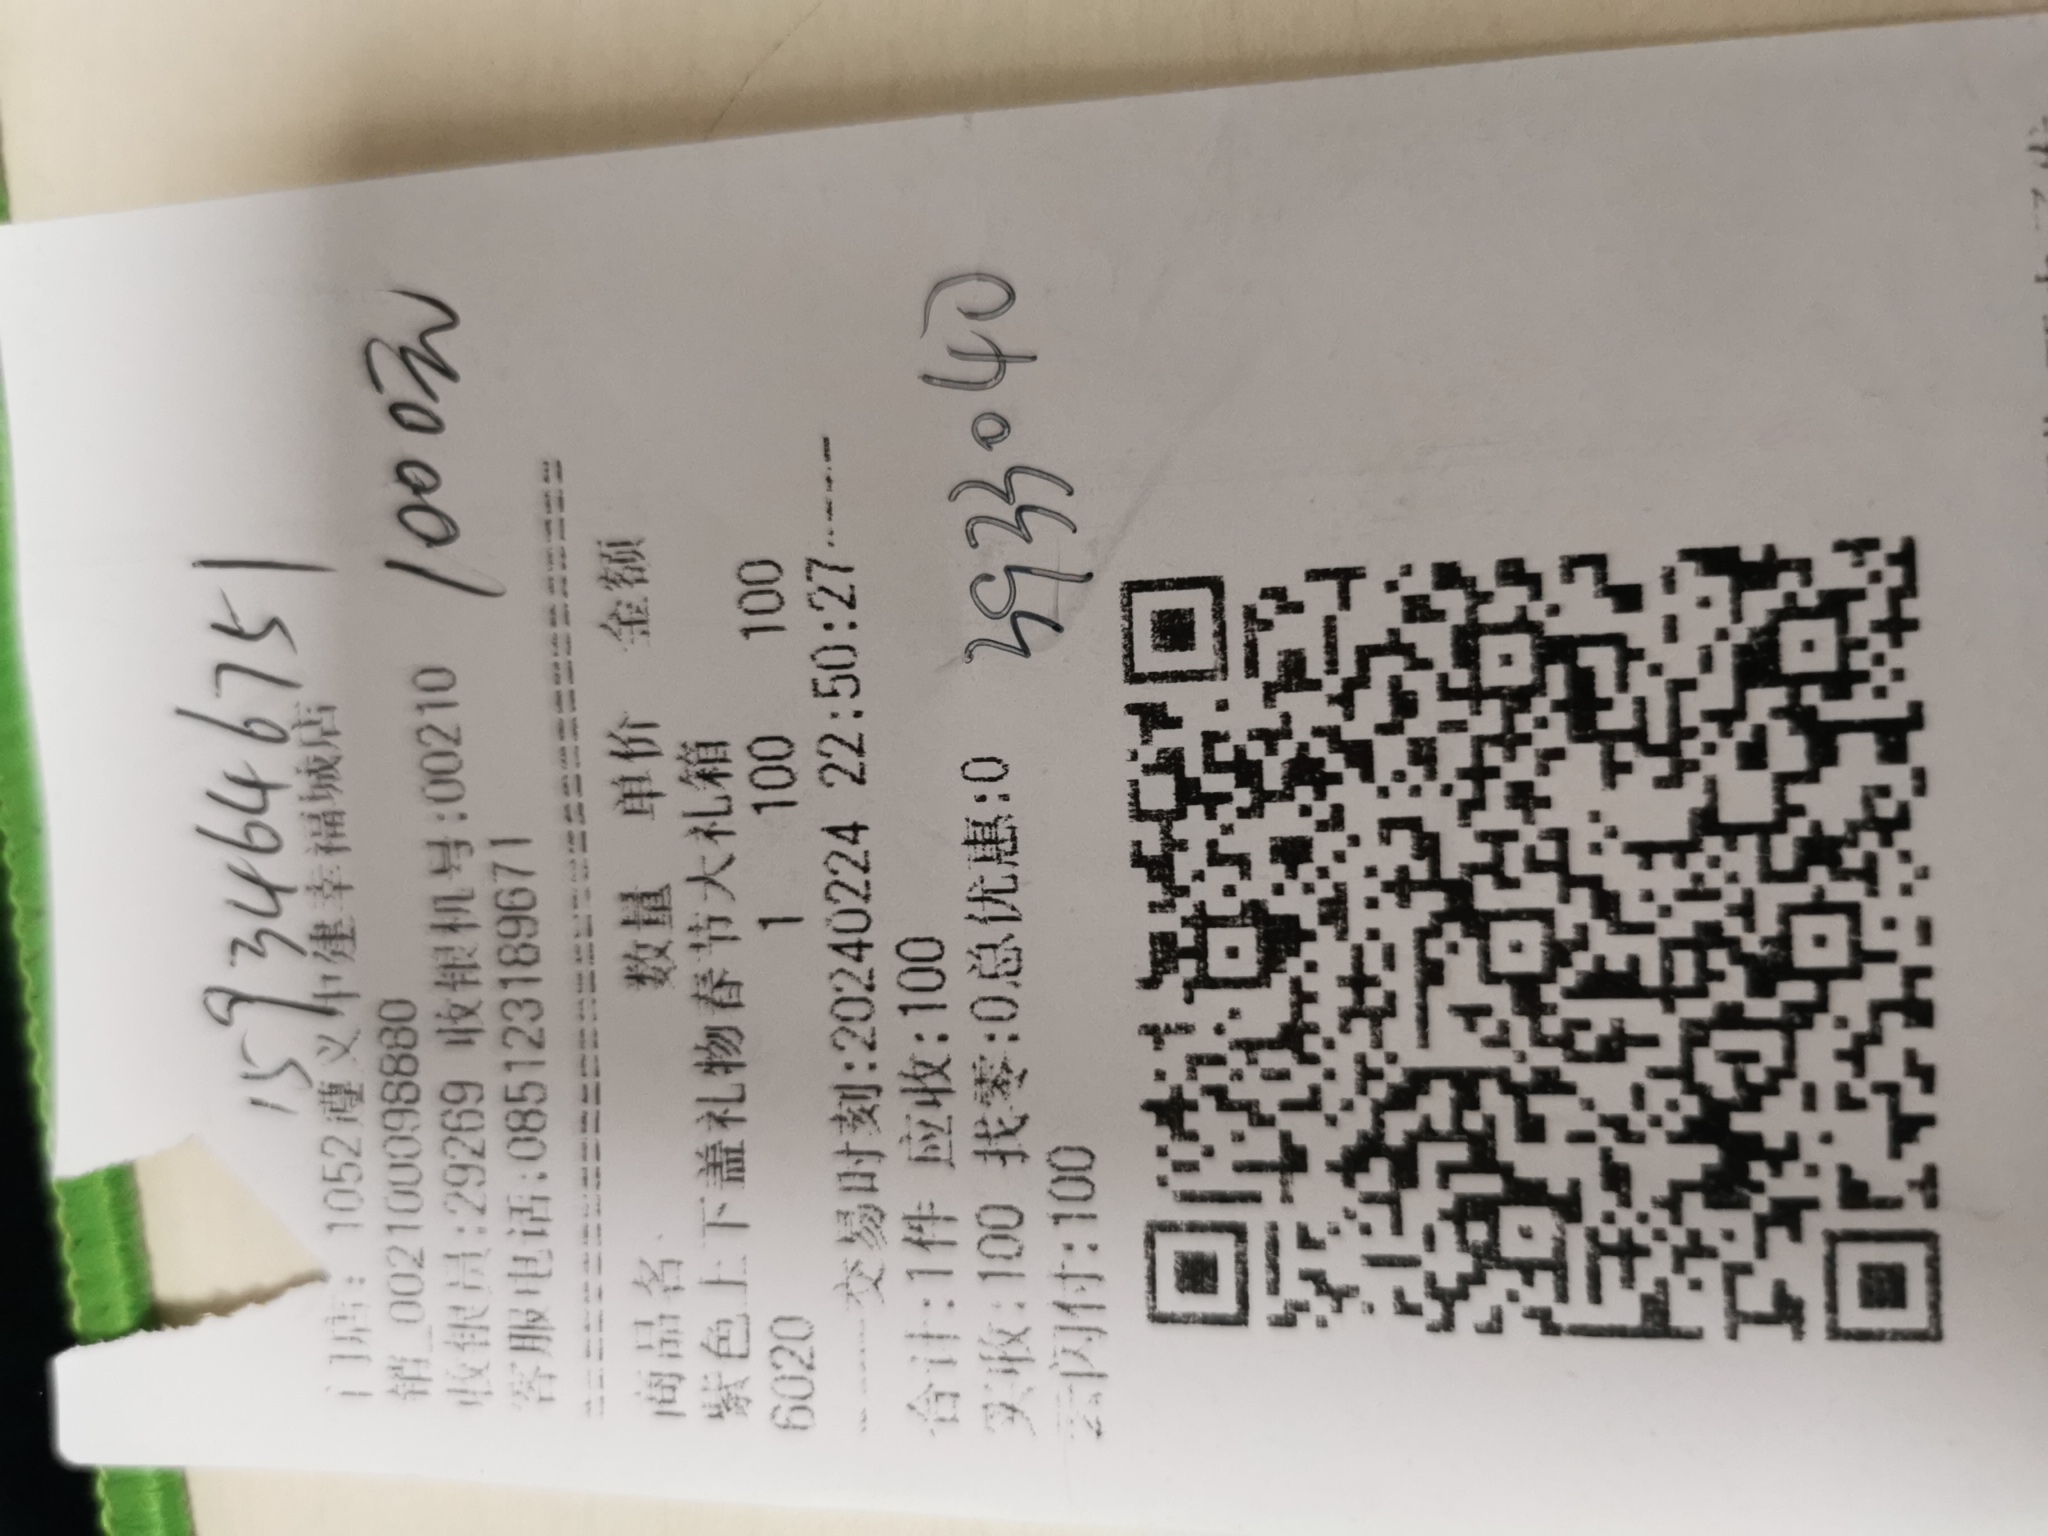 15934646751
门店: 1052遵义中建幸福城店
销_0021000098880
收银员:29269 收银机号:00210
1000元
客服电话:085123189671
商品名 数量 单价 金额
紫色上下盖礼物春节大礼箱
6020 1 100 100
交易时刻:20240224 22:50:27
合计:1件 应收:100
实收:100 找零:0总优惠:0
云闪付:100